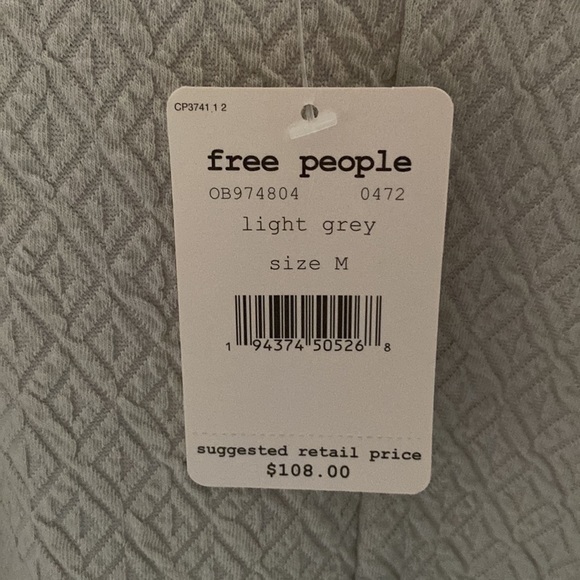 CP3741 1 2
free people
OB974804 0472
light grey
size M
1 94374 50526 8
suggested retail price
$108.00